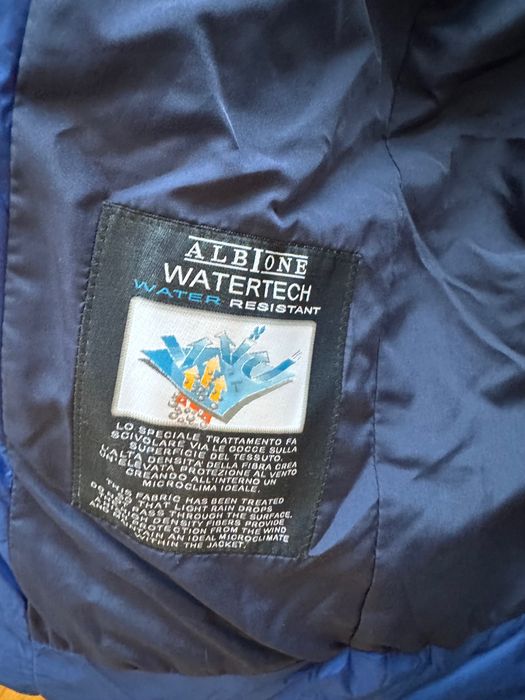 ALBIONE
WATERTECH
WATER RESISTANT
LO SPECIALE TRATTAMENTO FA
SCIVOLARE VIA LE GOCCE SULLA
SUPERFICIE DEL TESSUTO.
ALTA DENSITA' DELLA FIBRA CREA
UN'ELEVATA PROTEZIONE AL VENTO
CREANDO ALL'INTERNO UN
MICROCLIMA IDEALE.
THIS FABRIC HAS BEEN TREATED
SO THAT LIGHT RAIN DROPS
PASS THROUGH THE SURFACE.
HIGH DENSITY FIBERS PROVIDE
PROTECTION FROM THE WIND
AN IDEAL MICROCLIMATE
WITHIN THE JACKET.